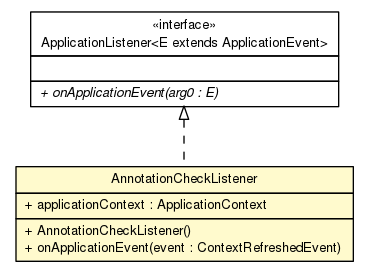 «interface»
ApplicationListener<E extends ApplicationEvent>
+ onApplicationEvent(arg0 : E)
AnnotationCheckListener
+ applicationContext : ApplicationContext
+ AnnotationCheckListener()
+ onApplicationEvent(event : ContextRefreshedEvent)